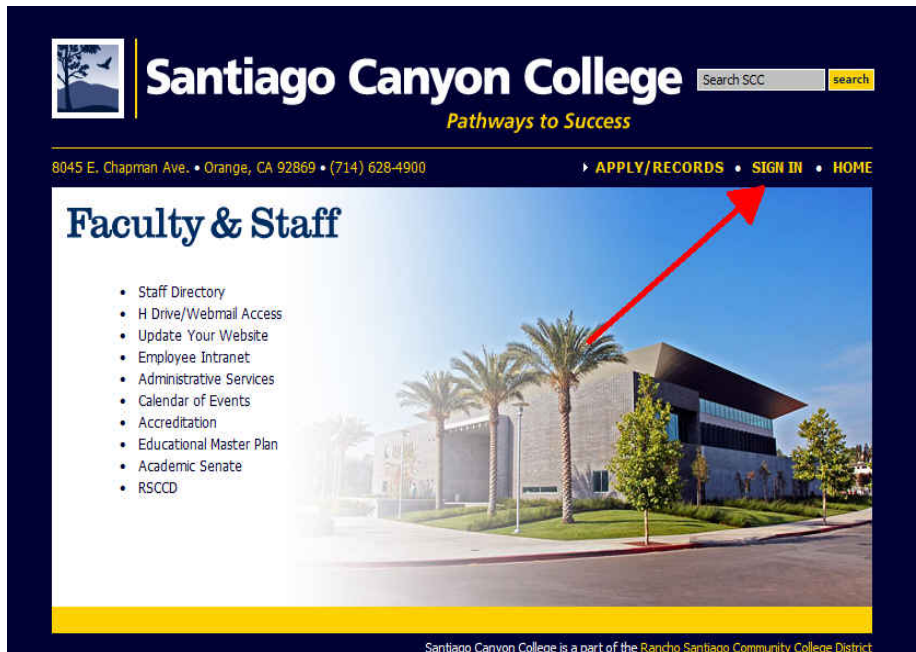 Santiago Canyon College
Search SCC
search
Pathways to Success
8045 E. Chapman Ave. • Orange, CA 92869 • (714) 628-4900
APPLY/RECORDS • SIGN IN • HOME
Faculty & Staff
• Staff Directory
• H Drive/Webmail Access
• Update Your Website
• Employee Intranet
• Administrative Services
• Calendar of Events
• Accreditation
• Educational Master Plan
• Academic Senate
• RSCCD
Santiago Canyon College is a part of the Rancho Santiago Community College District